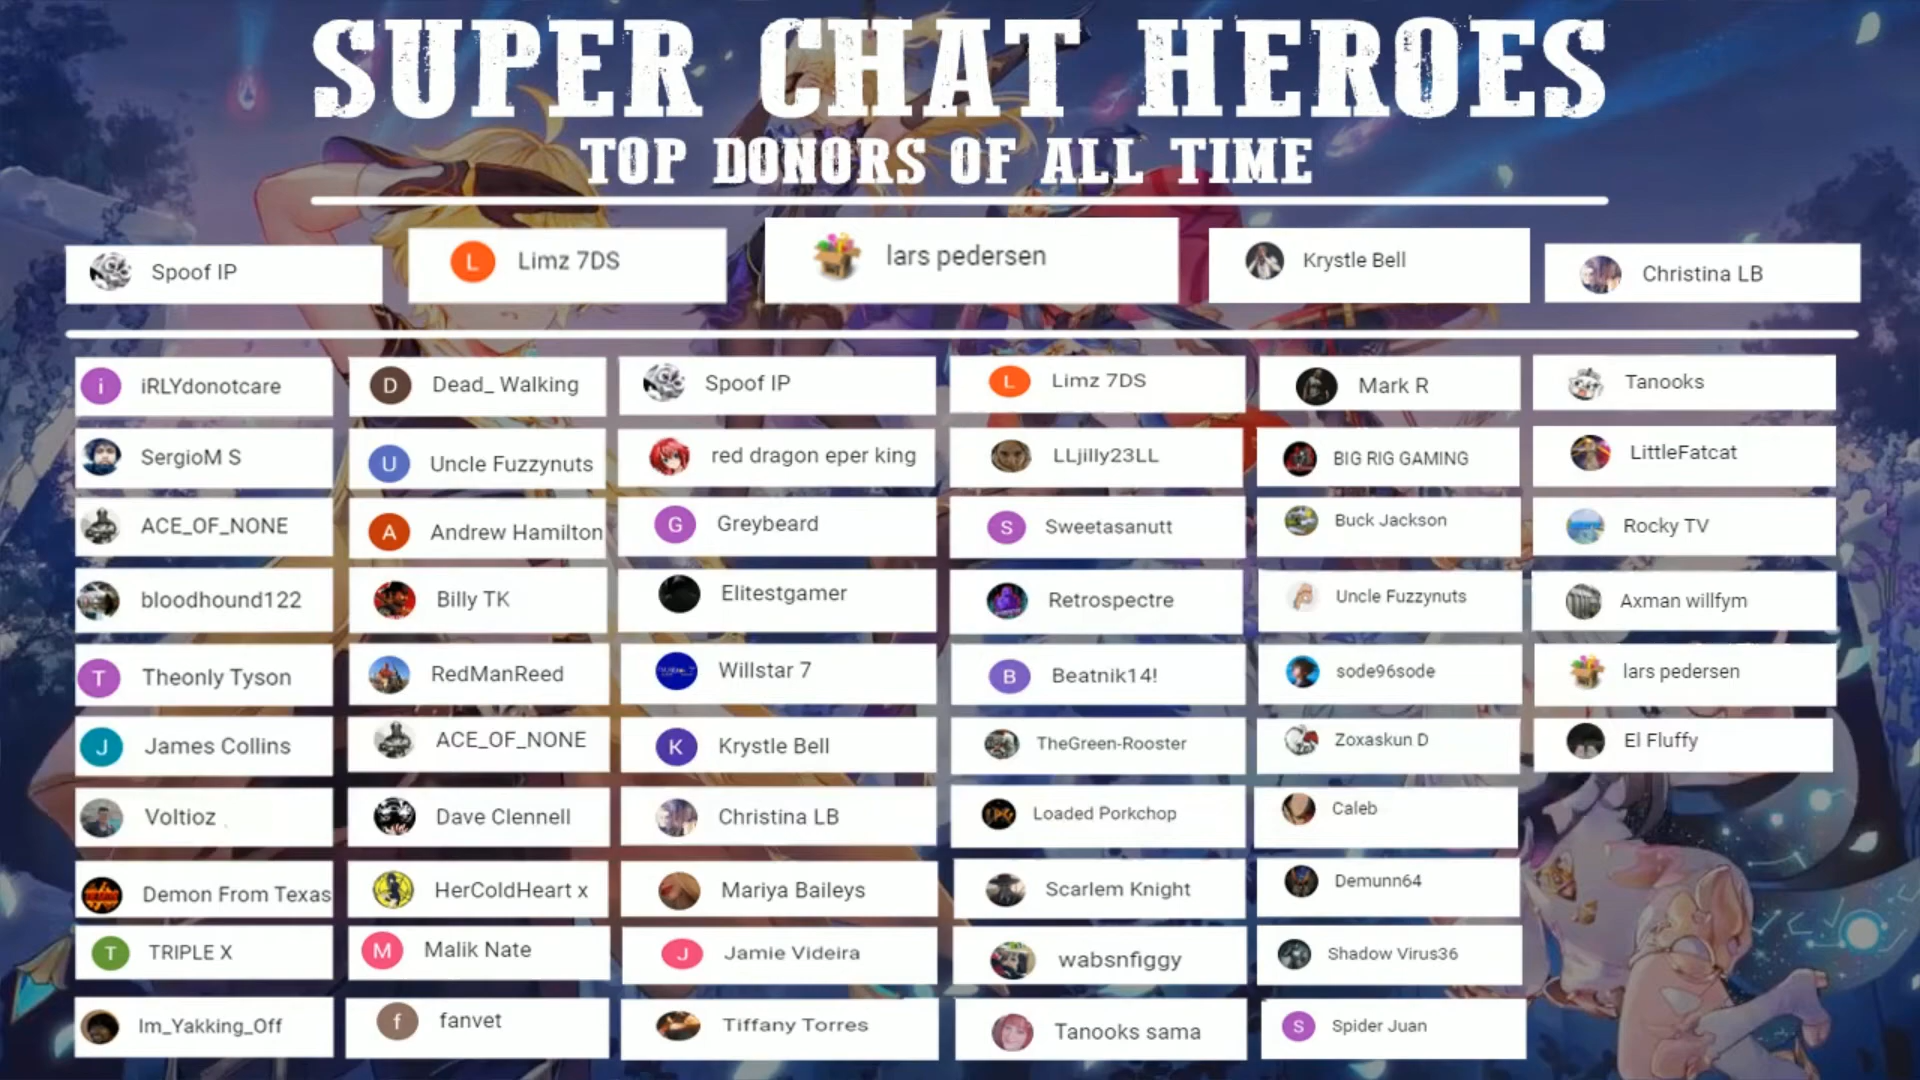 SUPER CHAT HEROES
TOP DONORS OF ALL TIME
Spoof IP
L Limz 7DS
lars pedersen
Krystle Bell
Christina LB
i iRLYdonotcare
D Dead_ Walking
Spoof IP
L Limz 7DS
Mark R
Tanooks
SergioM S
U Uncle Fuzzynuts
red dragon eper king
LLjilly23LL
BIG RIG GAMING
LittleFatcat
ACE_OF_NONE
A Andrew Hamilton
G Greybeard
S Sweetasanutt
Buck Jackson
Rocky TV
bloodhound122
Billy TK
Elitestgamer
Retrospectre
Uncle Fuzzynuts
Axman willfym
T Theonly Tyson
RedManReed
Willstar 7
B Beatnik14!
sode96sode
lars pedersen
J James Collins
ACE_OF_NONE
K Krystle Bell
TheGreen-Rooster
Zoxaskun D
El Fluffy
Voltioz
Dave Clennell
Christina LB
LPG Loaded Porkchop
Caleb
Demon From Texas
HerColdHeart x
Mariya Baileys
Scarlem Knight
Demunn64
T TRIPLE X
M Malik Nate
J Jamie Videira
wabsnfiggy
Shadow Virus36
Im_Yakking_Off
f fanvet
Tiffany Torres
Tanooks sama
S Spider Juan